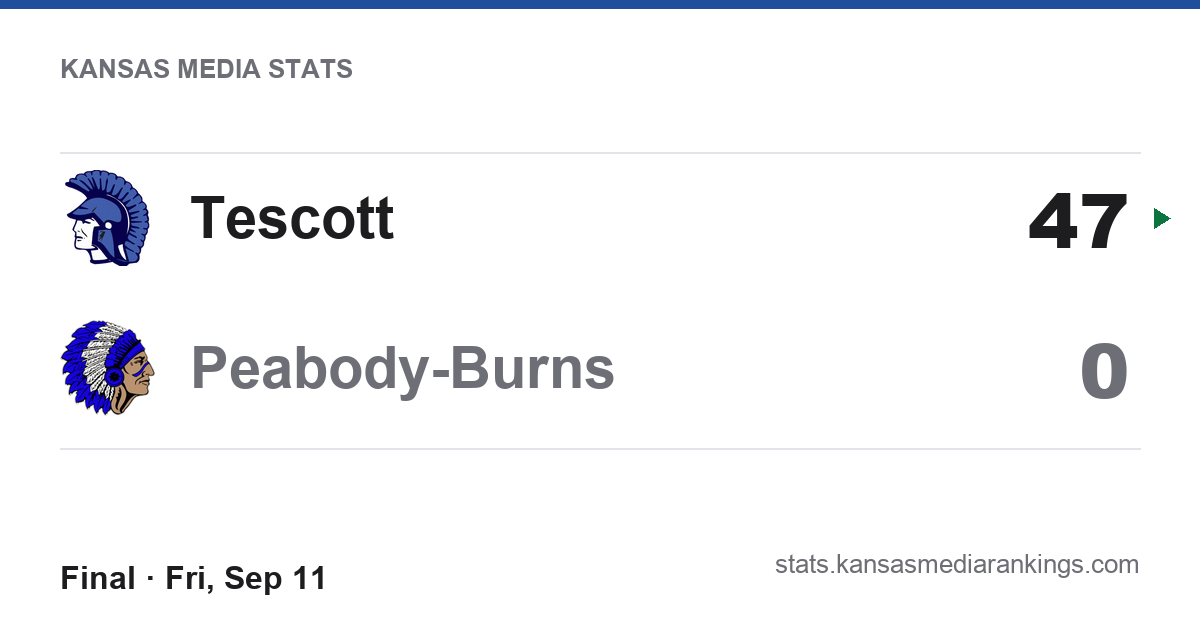 KANSAS MEDIA STATS
Tescott 47
Peabody-Burns 0
Final · Fri, Sep 11
stats.kansasmediarankings.com